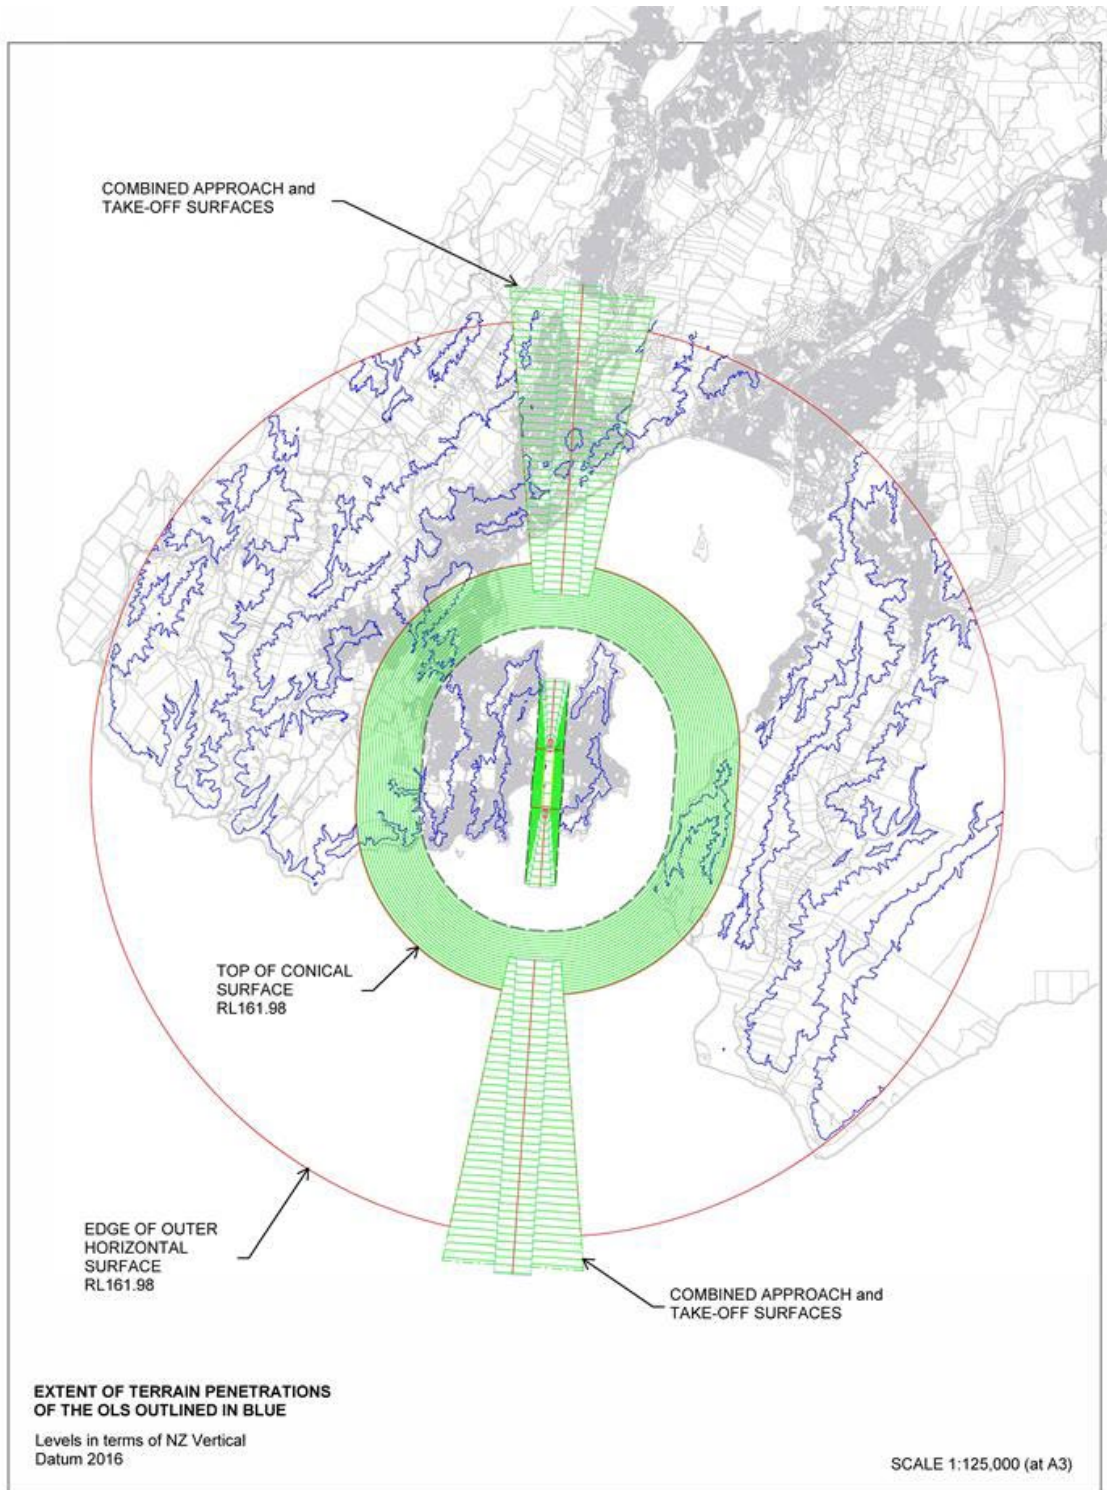 COMBINED APPROACH and
TAKE-OFF SURFACES
TOP OF CONICAL
SURFACE
RL161.98
EDGE OF OUTER
HORIZONTAL
SURFACE
RL161.98
COMBINED APPROACH and
TAKE-OFF SURFACES
EXTENT OF TERRAIN PENETRATIONS
OF THE OLS OUTLINED IN BLUE
Levels in terms of NZ Vertical
Datum 2016
SCALE 1:125,000 (at A3)